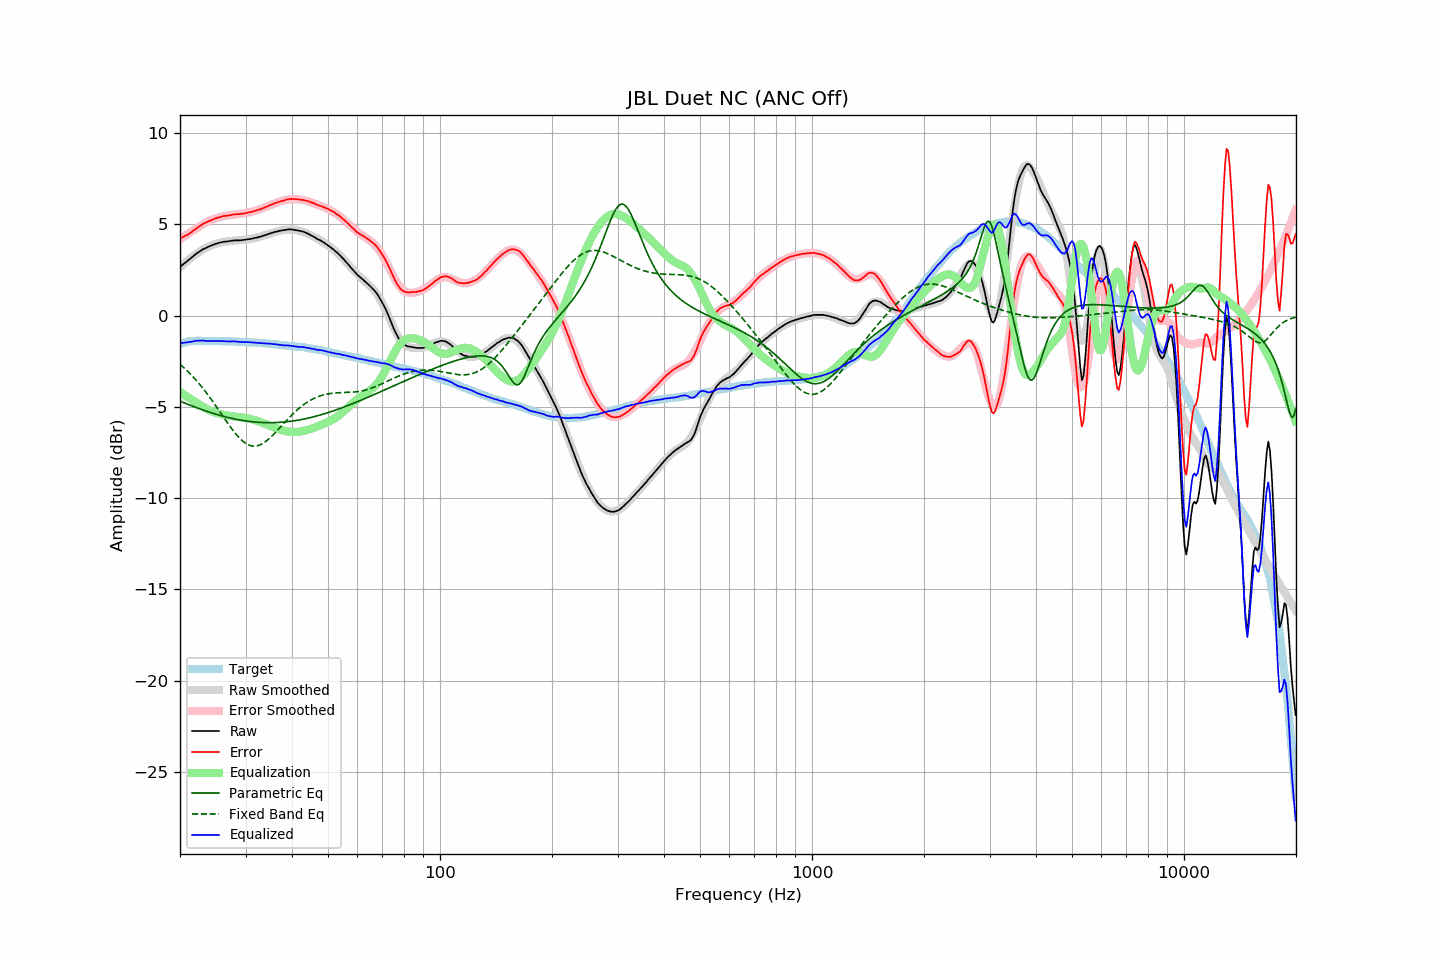 JBL Duet NC (ANC Off)
10
5
0
−5
−10
−15
−20
−25
Amplitude (dBr)
Target
Raw Smoothed
Error Smoothed
Raw
Error
Equalization
Parametric Eq
Fixed Band Eq
Equalized
100
1000
10000
Frequency (Hz)